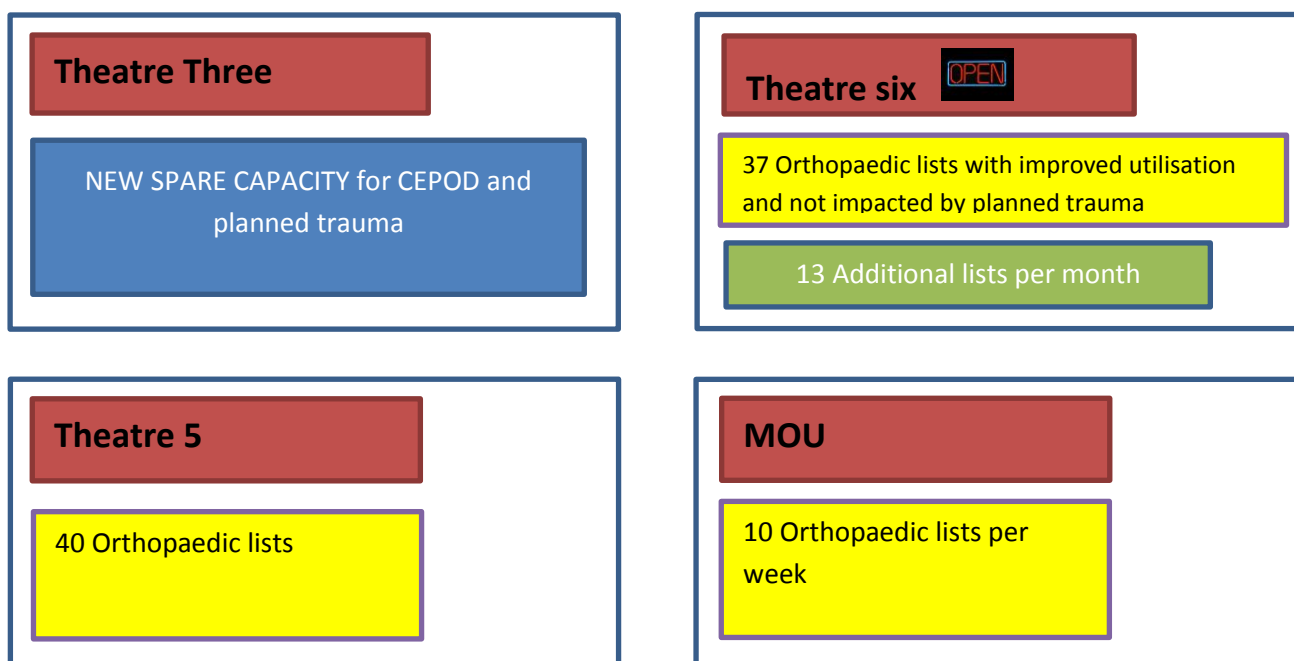 Theatre Three
NEW SPARE CAPACITY for CEPOD and
planned trauma
Theatre six OPEN
37 Orthopaedic lists with improved utilisation
and not impacted by planned trauma
13 Additional lists per month
Theatre 5
40 Orthopaedic lists
MOU
10 Orthopaedic lists per
week